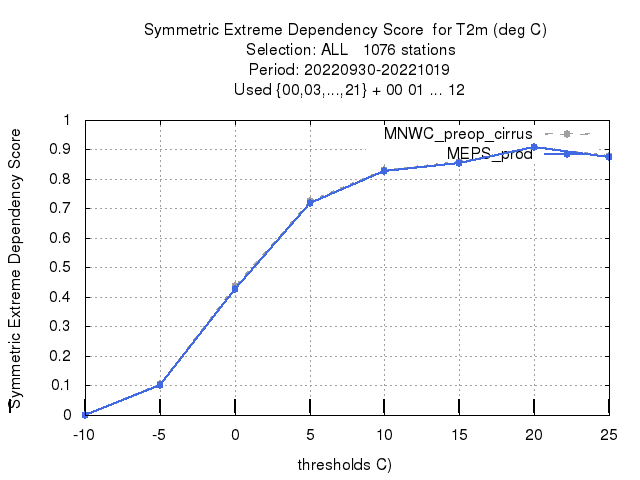 Symmetric Extreme Dependency Score for T2m (deg C)
Selection: ALL 1076 stations
Period: 20220930-20221019
Used {00,03,...,21} + 00 01 ... 12
MNWC_preop_cirrus
MEPS_prod
Symmetric Extreme Dependency Score
1
0.9
0.8
0.7
0.6
0.5
0.4
0.3
0.2
0.1
0
-10
-5
0
5
10
15
20
25
thresholds C)